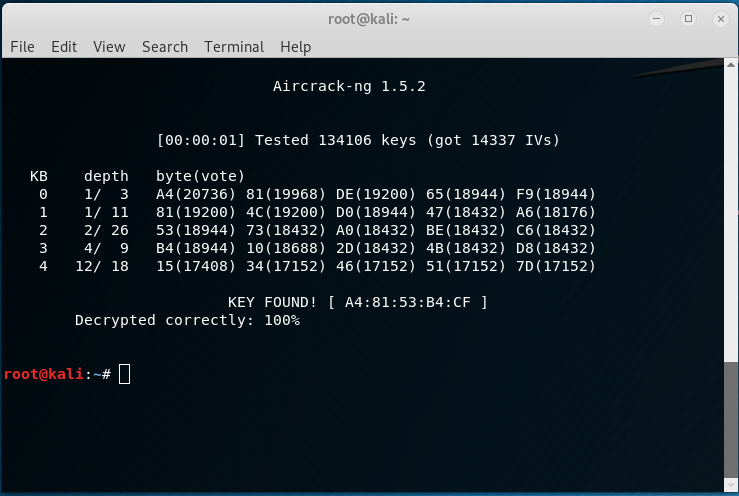 root@kali: ~
File Edit View Search Terminal Help
Aircrack-ng 1.5.2
[00:00:01] Tested 134106 keys (got 14337 IVs)
KB depth byte(vote)
0 1/ 3 A4(20736) 81(19968) DE(19200) 65(18944) F9(18944)
1 1/ 11 81(19200) 4C(19200) D0(18944) 47(18432) A6(18176)
2 2/ 26 53(18944) 73(18432) A0(18432) BE(18432) C6(18432)
3 4/ 9 B4(18944) 10(18688) 2D(18432) 4B(18432) D8(18432)
4 12/ 18 15(17408) 34(17152) 46(17152) 51(17152) 7D(17152)
KEY FOUND! [ A4:81:53:B4:CF ]
Decrypted correctly: 100%
root@kali:~#